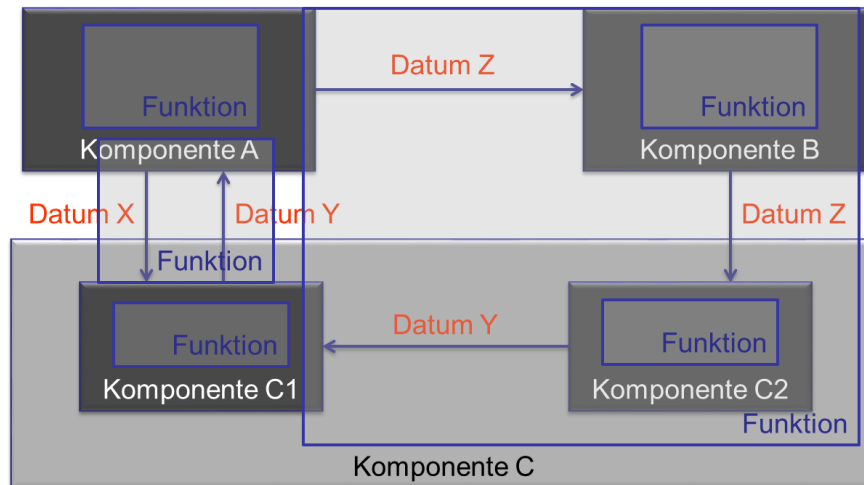 Datum Z
Funktion
Funktion
Komponente A
Komponente B
Datum X
Datum Y
Datum Z
Funktion
Datum Y
Funktion
Funktion
Komponente C1
Komponente C2
Funktion
Komponente C